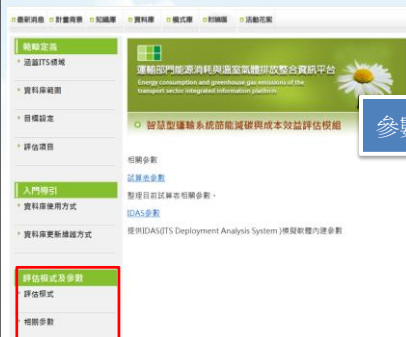 最新消息 計畫背景 知識庫 資料庫 模式庫 討論區 活動花絮
範疇定義
涵蓋ITS領域
資料庫範圍
目標設定
評估項目
入門導引
資料庫使用方式
資料庫更新維護方式
評估模式及參數
評估模式
相關參數
運輸部門能源消耗與溫室氣體排放整合資訊平台
Energy consumption and greenhouse gas emissions of the
transport sector integrated information platform
智慧型運輸系統節能減碳與成本效益評估模組
參數
相關參數
試算表參數
整理目前試算表相關參數。
IDAS參數
提供IDAS(ITS Deployment Analysis System )模擬軟體內建參數